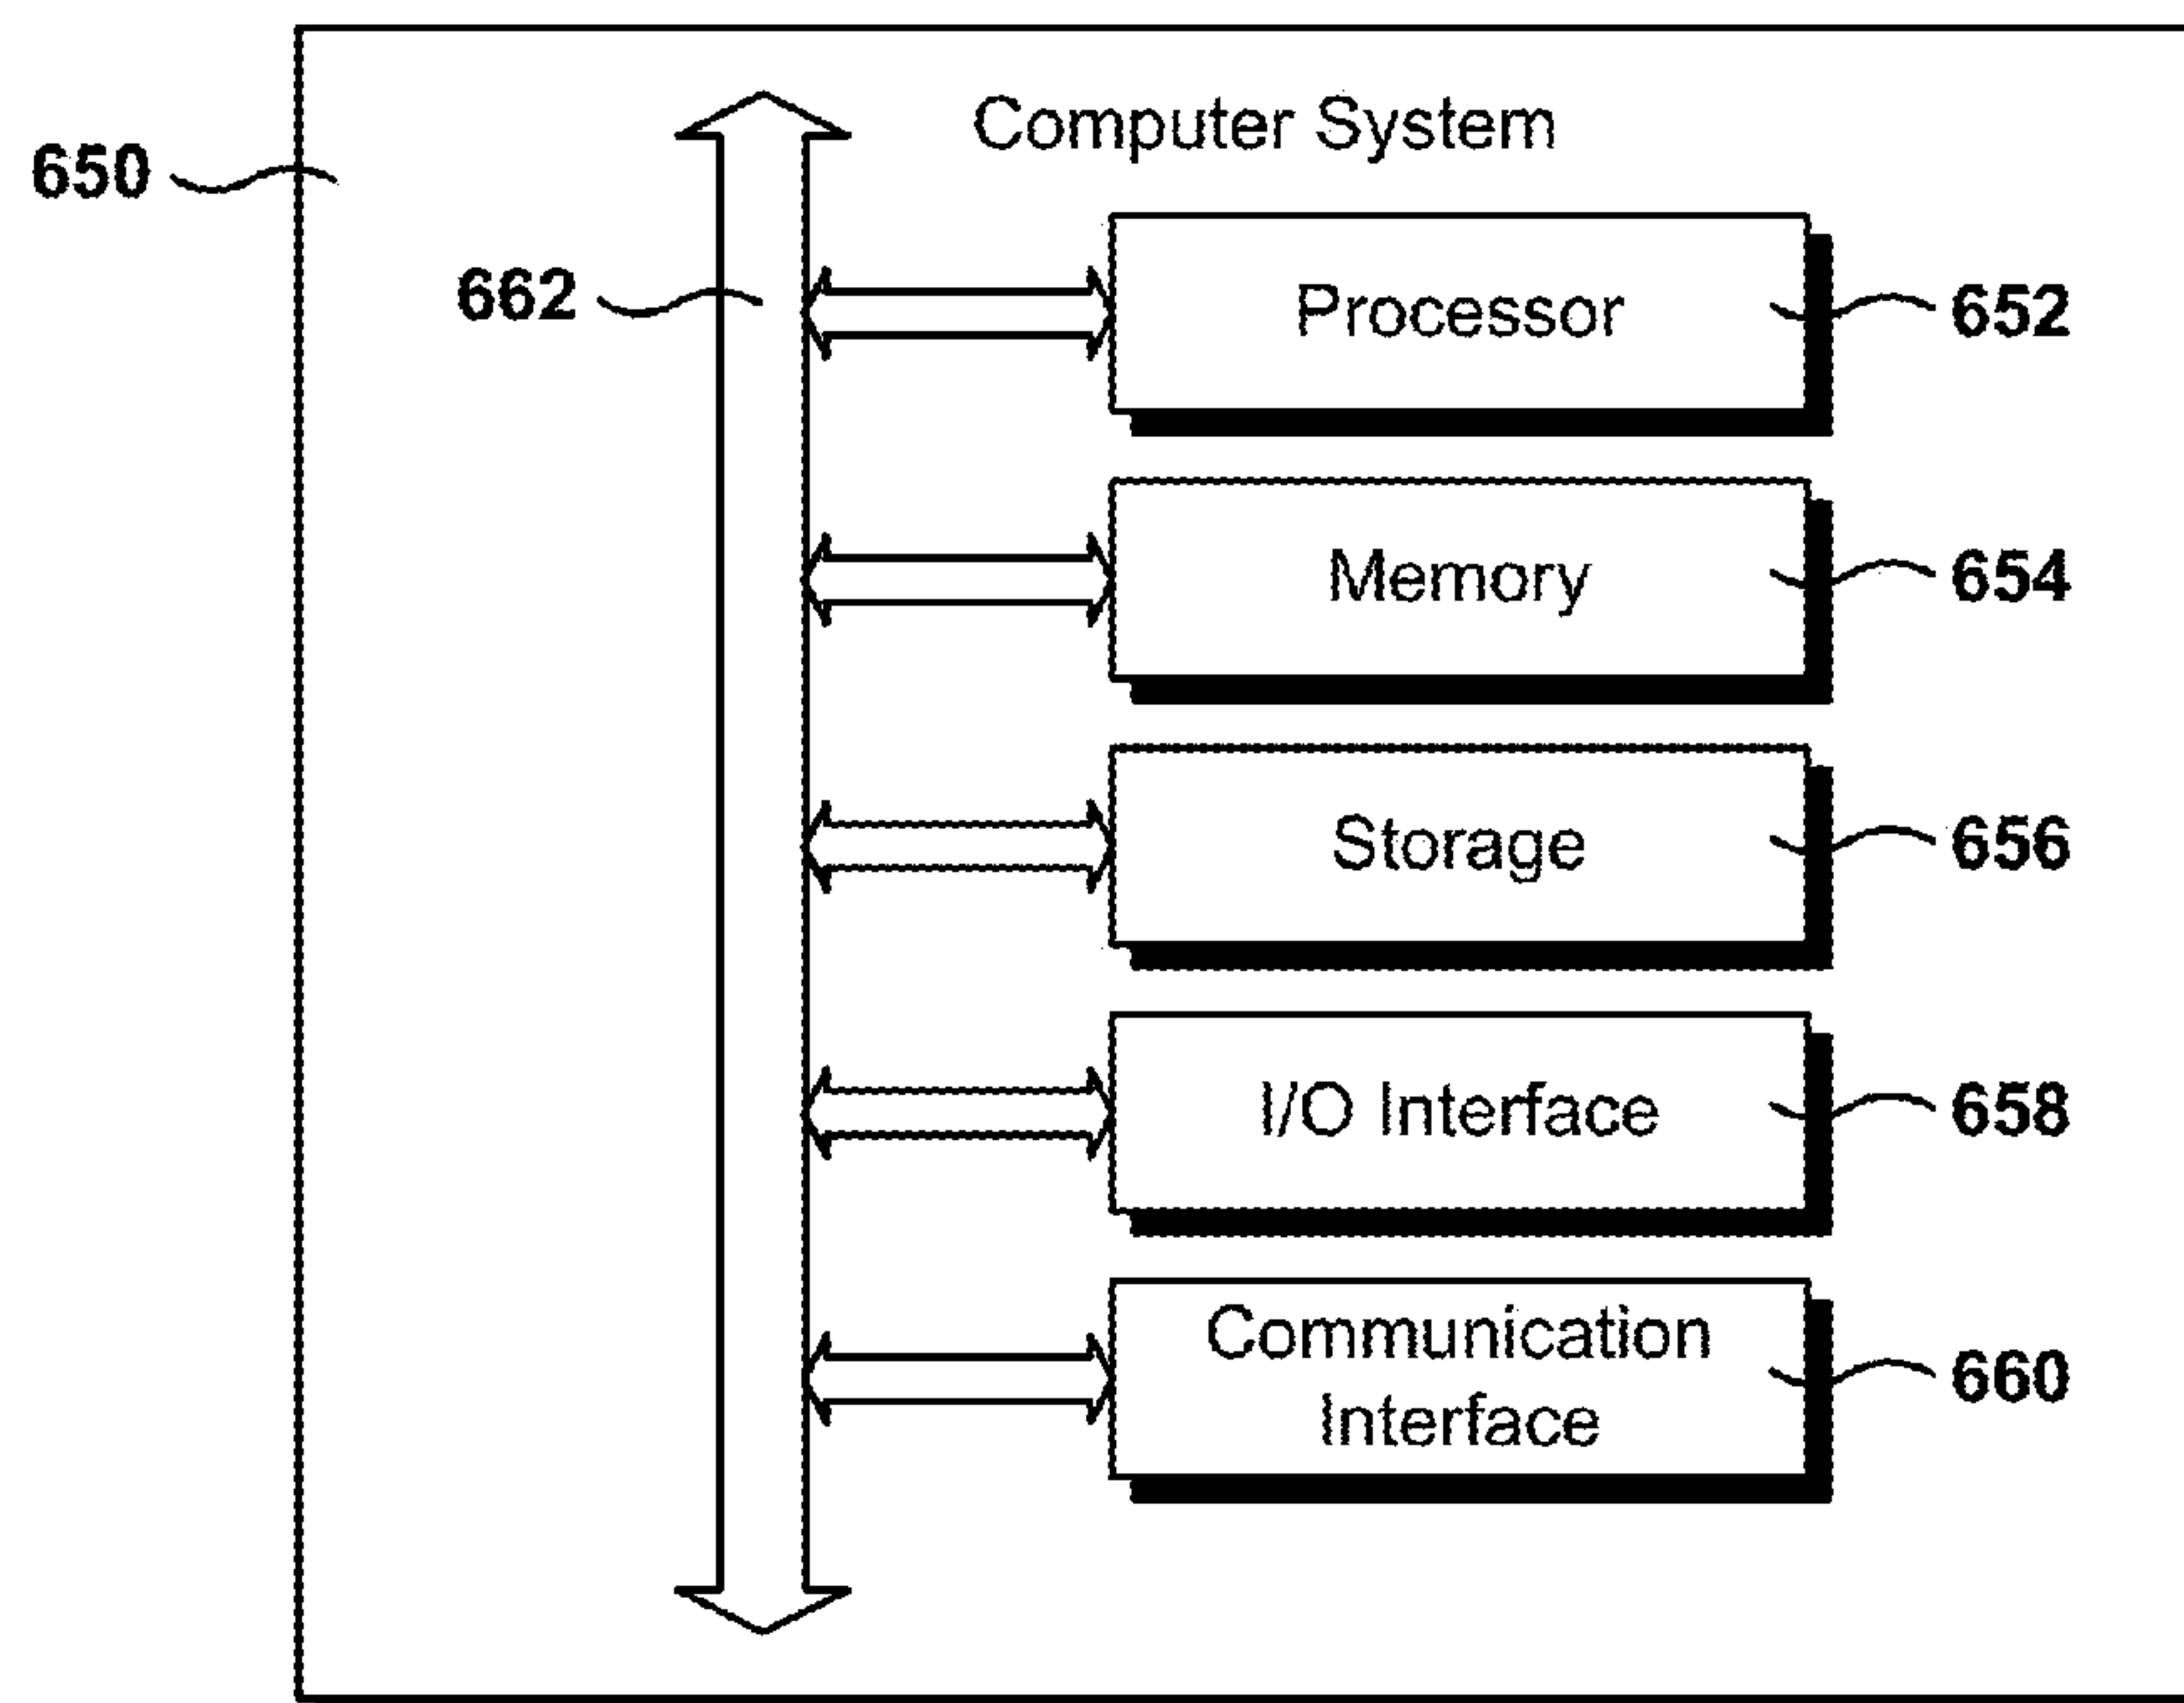 Computer System
650
662
Processor
652
Memory
654
Storage
656
I/O Interface
658
Communication
Interface
660